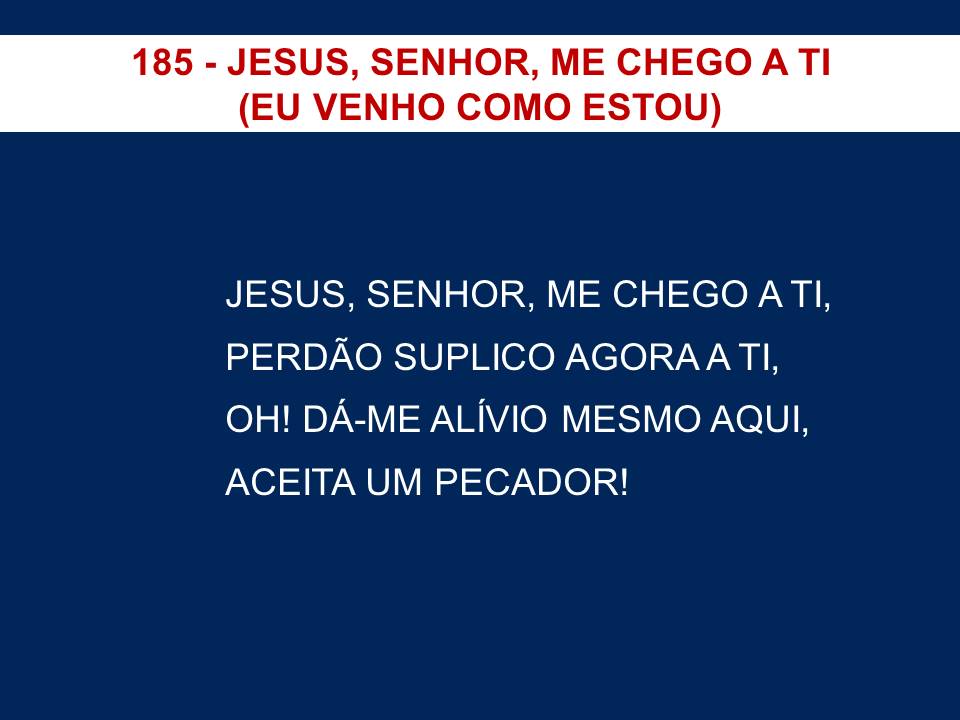 185 - JESUS, SENHOR, ME CHEGO A TI
(EU VENHO COMO ESTOU)
JESUS, SENHOR, ME CHEGO A TI,
PERDÃO SUPLICO AGORA A TI,
OH! DÁ-ME ALÍVIO MESMO AQUI,
ACEITA UM PECADOR!